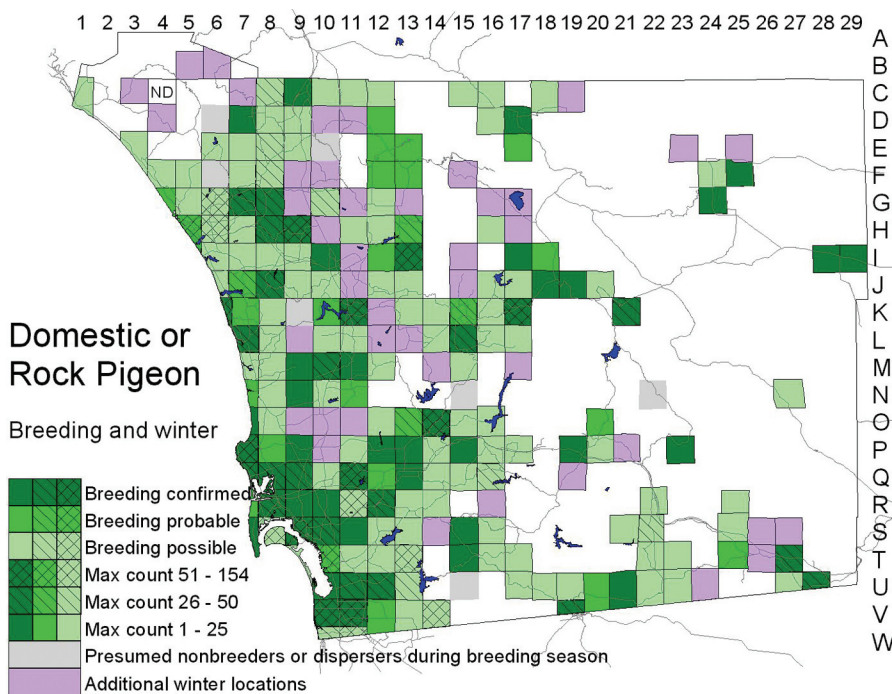 1 2 3 4 5 6 7 8 9 10 11 12 13 14 15 16 17 18 19 20 21 22 23 24 25 26 27 28 29
A
B
C
ND
D
E
F
G
H
I
J
K
L
M
N
O
P
Q
R
S
T
U
V
W
Domestic or
Rock Pigeon
Breeding and winter
Breeding confirmed
Breeding probable
Breeding possible
Max count 51 - 154
Max count 26 - 50
Max count 1 - 25
Presumed nonbreeders or dispersers during breeding season
Additional winter locations